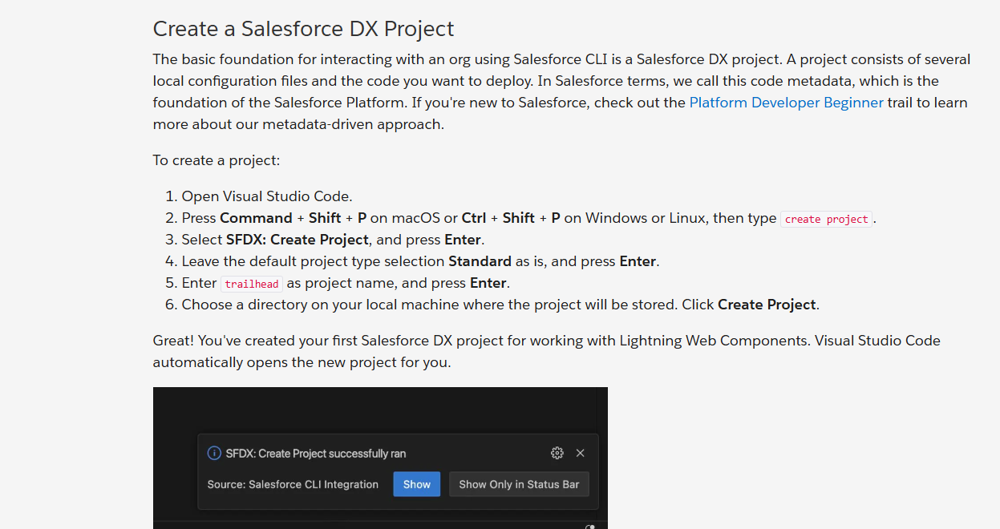 Create a Salesforce DX Project
The basic foundation for interacting with an org using Salesforce CLI is a Salesforce DX project. A project consists of several
local configuration files and the code you want to deploy. In Salesforce terms, we call this code metadata, which is the
foundation of the Salesforce Platform. If you're new to Salesforce, check out the Platform Developer Beginner trail to learn
more about our metadata-driven approach.
To create a project:
1. Open Visual Studio Code.
2. Press Command + Shift + P on macOS or Ctrl + Shift + P on Windows or Linux, then type create project.
3. Select SFDX: Create Project, and press Enter.
4. Leave the default project type selection Standard as is, and press Enter.
5. Enter trailhead as project name, and press Enter.
6. Choose a directory on your local machine where the project will be stored. Click Create Project.
Great! You've created your first Salesforce DX project for working with Lightning Web Components. Visual Studio Code
automatically opens the new project for you.
SFDX: Create Project successfully ran
Source: Salesforce CLI Integration Show Show Only in Status Bar